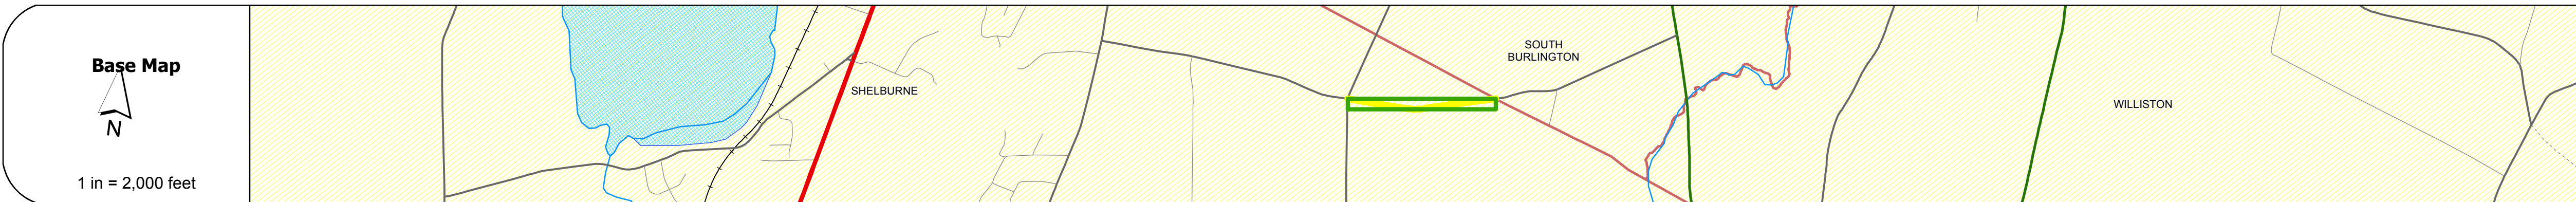 Base Map
N
1 in = 2,000 feet
SHELBURNE
SOUTH
BURLINGTON
WILLISTON